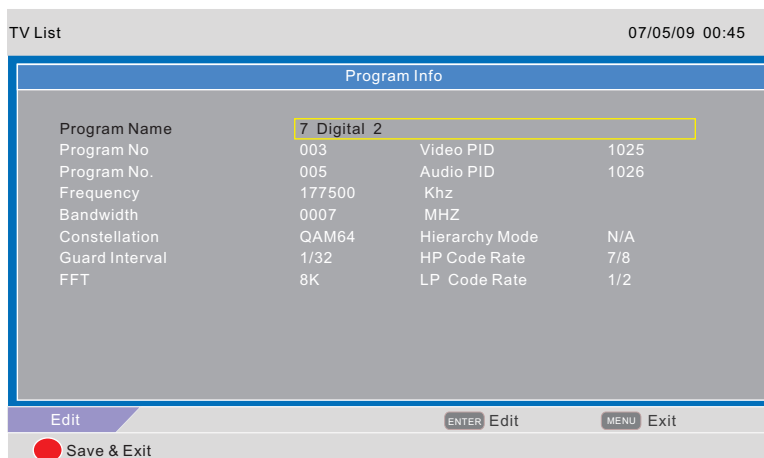 TV List 07/05/09 00:45
Program Info
Program Name 7 Digital 2
Program No 003 Video PID 1025
Program No. 005 Audio PID 1026
Frequency 177500 Khz
Bandwidth 0007 MHZ
Constellation QAM64 Hierarchy Mode N/A
Guard Interval 1/32 HP Code Rate 7/8
FFT 8K LP Code Rate 1/2
Edit ENTER Edit MENU Exit
Save & Exit